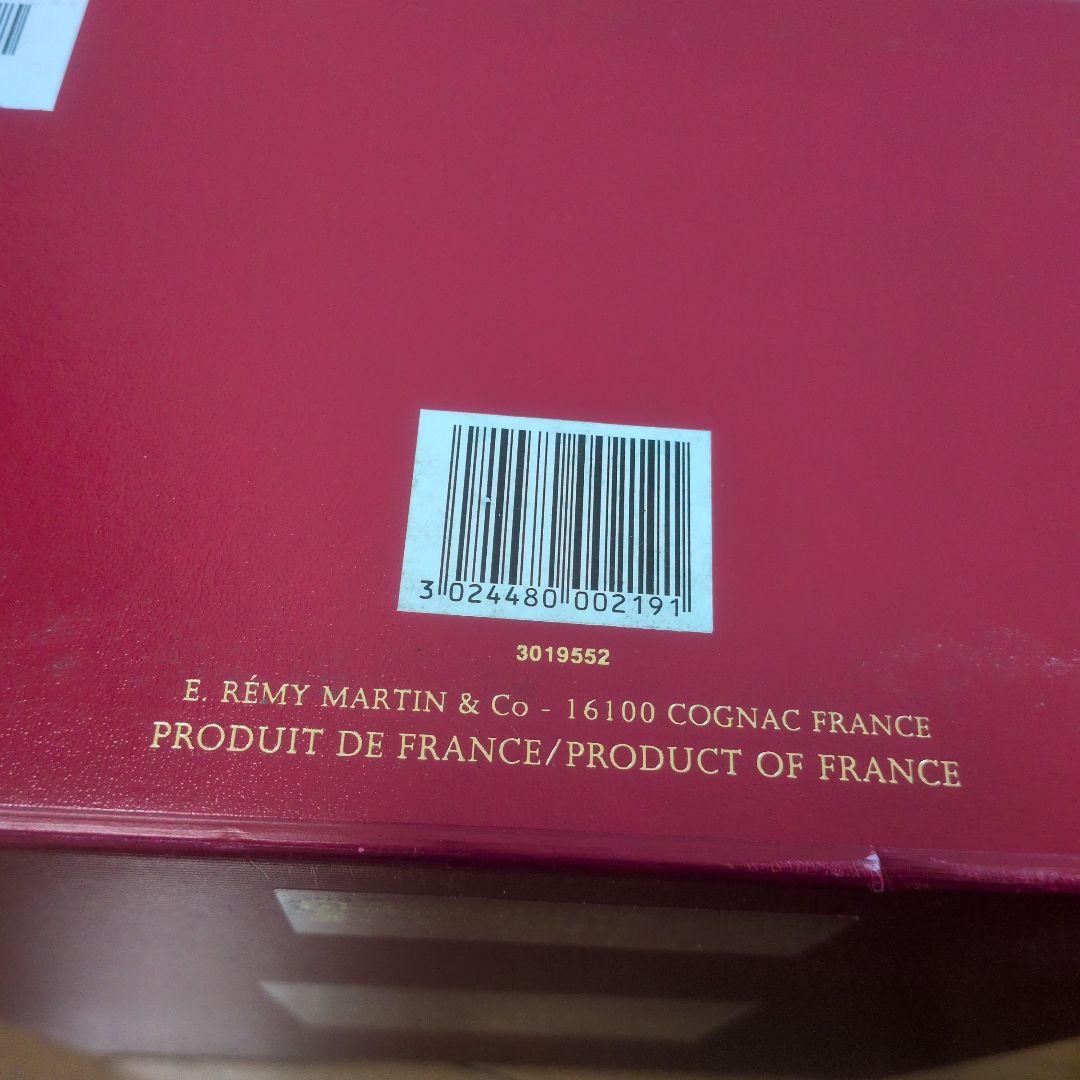 3 024480 002191
3019552
E. RÉMY MARTIN & Co - 16100 COGNAC FRANCE
PRODUIT DE FRANCE/PRODUCT OF FRANCE